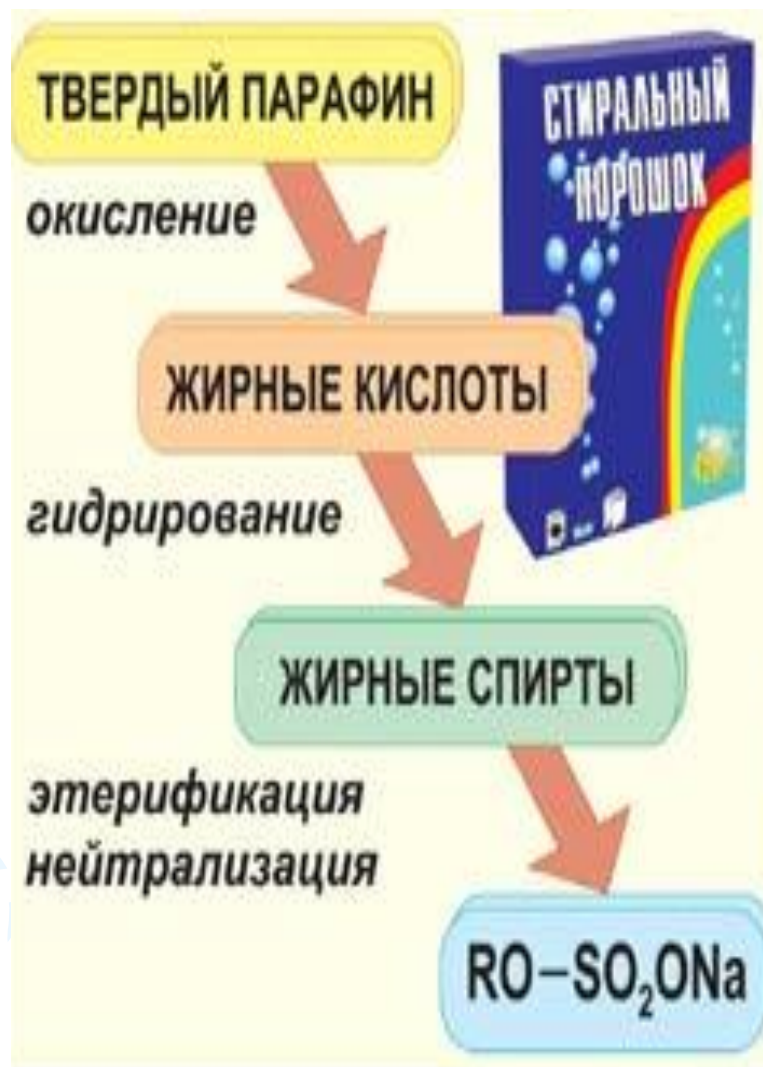 ТВЕРДЫЙ ПАРАФИН
СТИРАЛЬНЫЙ
ПОРОШОК
окисление
ЖИРНЫЕ КИСЛОТЫ
гидрирование
ЖИРНЫЕ СПИРТЫ
этерификация
нейтрализация
RO–SO₂ONa